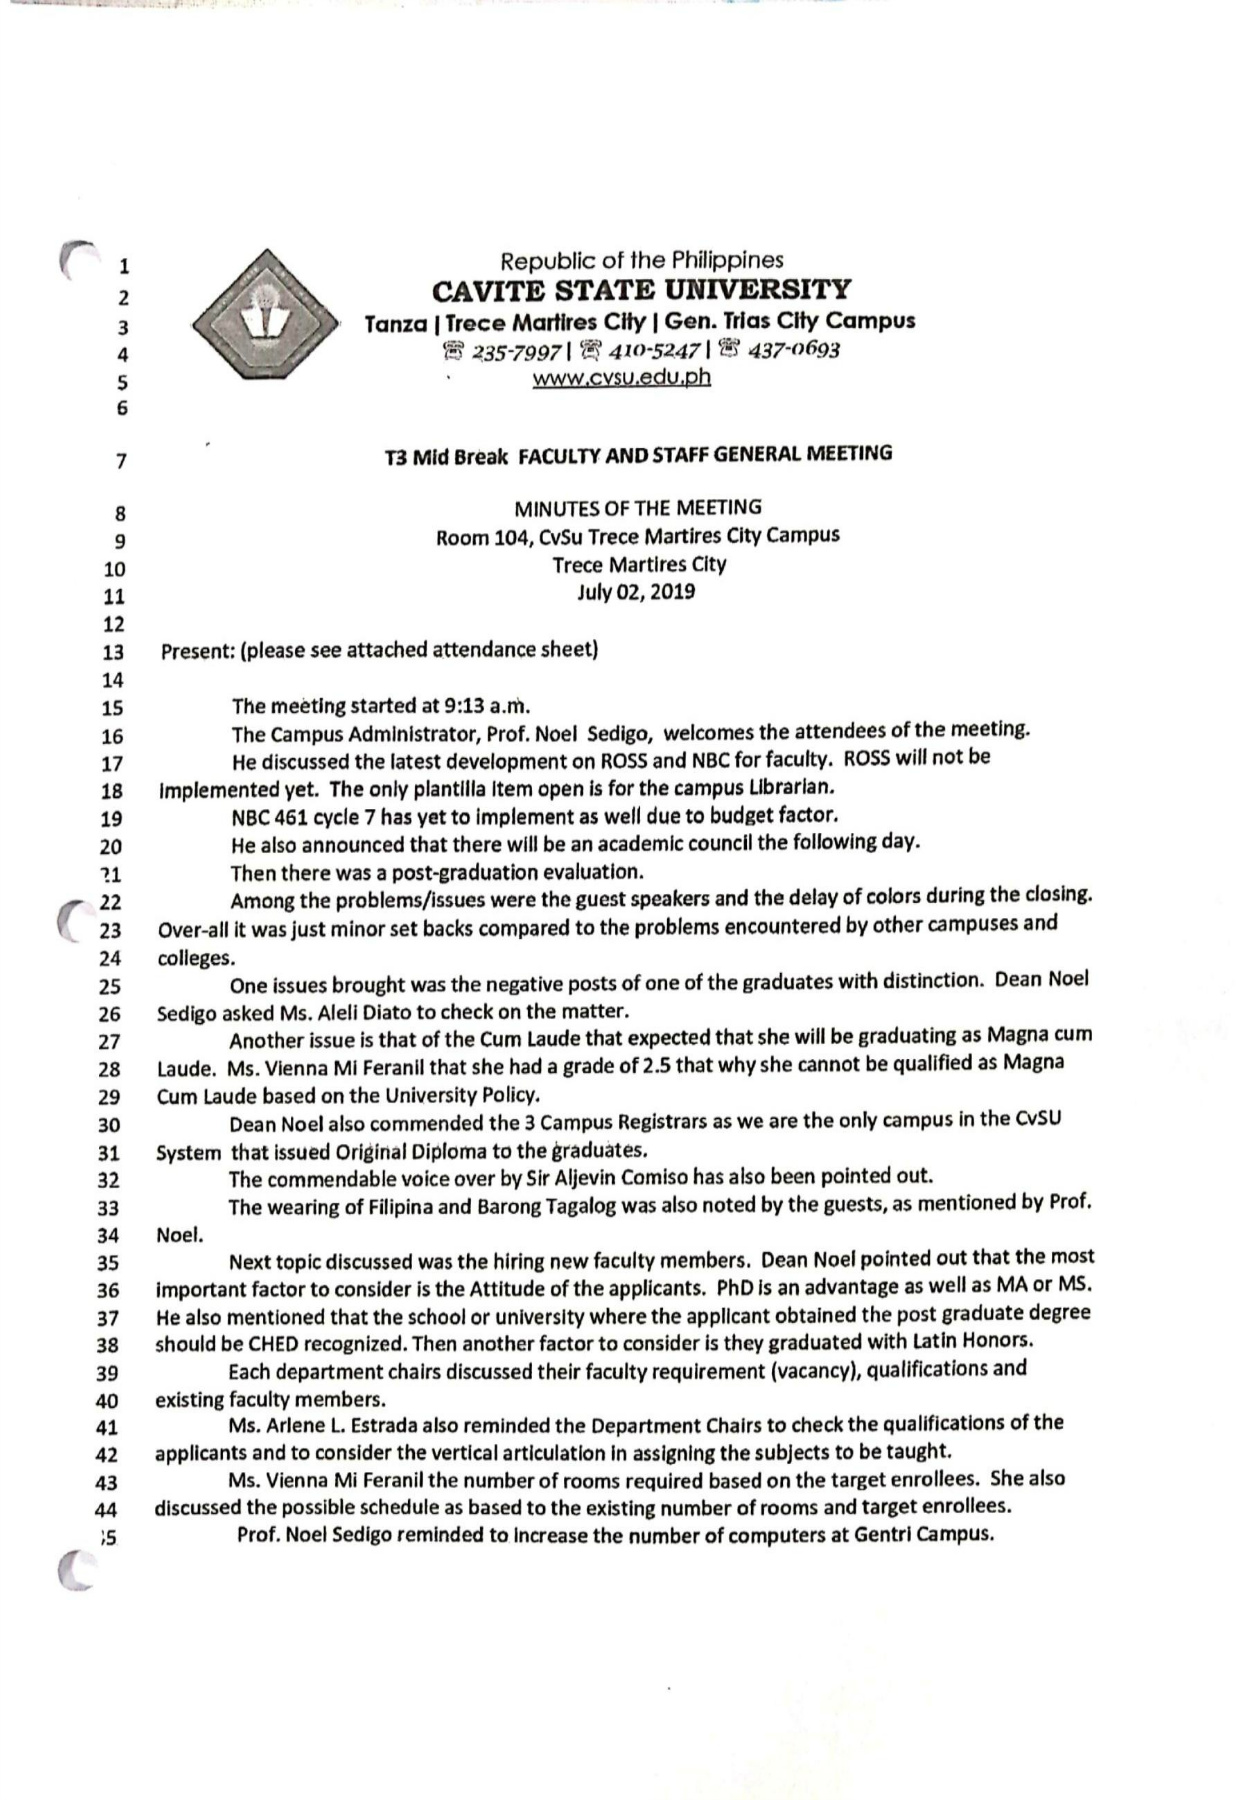 1 Republic of the Philippines
2 CAVITE STATE UNIVERSITY
3 Tanza | Trece Martires City | Gen. Trias City Campus
4 ☏ 235-7997 | ☏ 410-5247 | ☏ 437-0693
5 www.cvsu.edu.ph
6
7 T3 Mid Break FACULTY AND STAFF GENERAL MEETING
8 MINUTES OF THE MEETING
9 Room 104, CvSu Trece Martires City Campus
10 Trece Martires City
11 July 02, 2019
12
13 Present: (please see attached attendance sheet)
14
15 The meeting started at 9:13 a.m.
16 The Campus Administrator, Prof. Noel Sedigo, welcomes the attendees of the meeting.
17 He discussed the latest development on ROSS and NBC for faculty. ROSS will not be
18 implemented yet. The only plantilla item open is for the campus Librarian.
19 NBC 461 cycle 7 has yet to implement as well due to budget factor.
20 He also announced that there will be an academic council the following day.
21 Then there was a post-graduation evaluation.
22 Among the problems/issues were the guest speakers and the delay of colors during the closing.
23 Over-all it was just minor set backs compared to the problems encountered by other campuses and
24 colleges.
25 One issues brought was the negative posts of one of the graduates with distinction. Dean Noel
26 Sedigo asked Ms. Aleli Diato to check on the matter.
27 Another issue is that of the Cum Laude that expected that she will be graduating as Magna cum
28 Laude. Ms. Vienna Mi Feranil that she had a grade of 2.5 that why she cannot be qualified as Magna
29 Cum Laude based on the University Policy.
30 Dean Noel also commended the 3 Campus Registrars as we are the only campus in the CvSU
31 System that issued Original Diploma to the graduates.
32 The commendable voice over by Sir Aljevin Comiso has also been pointed out.
33 The wearing of Filipina and Barong Tagalog was also noted by the guests, as mentioned by Prof.
34 Noel.
35 Next topic discussed was the hiring new faculty members. Dean Noel pointed out that the most
36 important factor to consider is the Attitude of the applicants. PhD is an advantage as well as MA or MS.
37 He also mentioned that the school or university where the applicant obtained the post graduate degree
38 should be CHED recognized. Then another factor to consider is they graduated with Latin Honors.
39 Each department chairs discussed their faculty requirement (vacancy), qualifications and
40 existing faculty members.
41 Ms. Arlene L. Estrada also reminded the Department Chairs to check the qualifications of the
42 applicants and to consider the vertical articulation in assigning the subjects to be taught.
43 Ms. Vienna Mi Feranil the number of rooms required based on the target enrollees. She also
44 discussed the possible schedule as based to the existing number of rooms and target enrollees.
5 Prof. Noel Sedigo reminded to increase the number of computers at Gentri Campus.